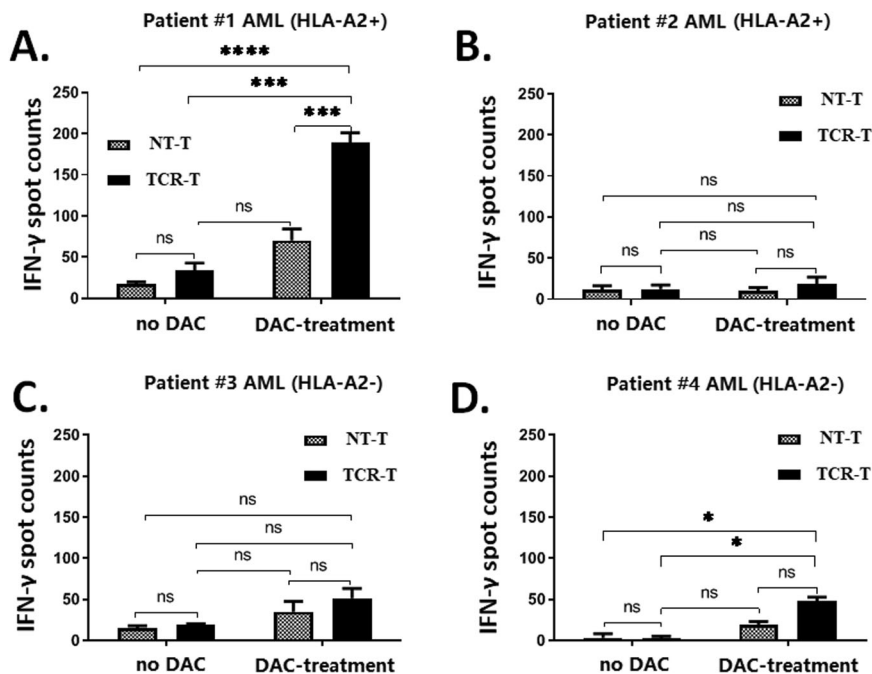 A.
Patient #1 AML (HLA-A2+)
****
***
***
NT-T
TCR-T
ns
ns
IFN-γ spot counts
250
200
150
100
50
0
no DAC
DAC-treatment
B.
Patient #2 AML (HLA-A2+)
NT-T
TCR-T
ns
ns
ns
ns
ns
IFN-γ spot counts
250
200
150
100
50
0
no DAC
DAC-treatment
C.
Patient #3 AML (HLA-A2-)
NT-T
TCR-T
ns
ns
ns
ns
ns
IFN-γ spot counts
250
200
150
100
50
0
no DAC
DAC-treatment
D.
Patient #4 AML (HLA-A2-)
NT-T
TCR-T
*
*
ns
ns
ns
IFN-γ spot counts
250
200
150
100
50
0
no DAC
DAC-treatment